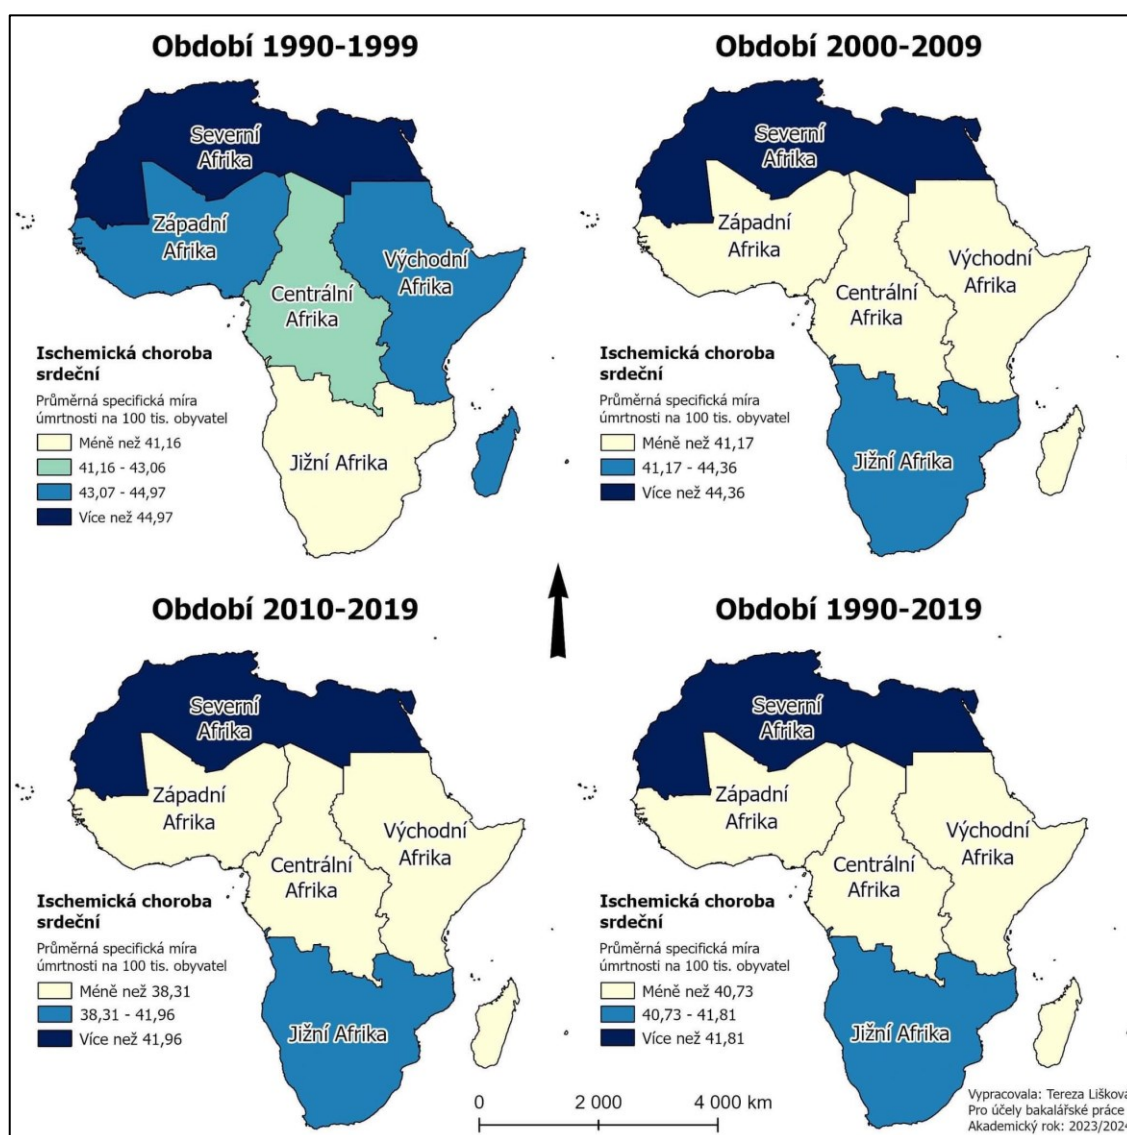 Období 1990-1999
Severní
Afrika
Západní
Afrika
Východní
Afrika
Centrální
Afrika
Jižní Afrika
Ischemická choroba
srdeční
Průměrná specifická míra
úmrtnosti na 100 tis. obyvatel
Méně než 41,16
41,16 - 43,06
43,07 - 44,97
Více než 44,97
Období 2000-2009
Severní
Afrika
Západní
Afrika
Východní
Afrika
Centrální
Afrika
Jižní Afrika
Ischemická choroba
srdeční
Průměrná specifická míra
úmrtnosti na 100 tis. obyvatel
Méně než 41,17
41,17 - 44,36
Více než 44,36
Období 2010-2019
Severní
Afrika
Západní
Afrika
Východní
Afrika
Centrální
Afrika
Jižní Afrika
Ischemická choroba
srdeční
Průměrná specifická míra
úmrtnosti na 100 tis. obyvatel
Méně než 38,31
38,31 - 41,96
Více než 41,96
Období 1990-2019
Severní
Afrika
Západní
Afrika
Východní
Afrika
Centrální
Afrika
Jižní Afrika
Ischemická choroba
srdeční
Průměrná specifická míra
úmrtnosti na 100 tis. obyvatel
Méně než 40,73
40,73 - 41,81
Více než 41,81
0 2 000 4 000 km
Vypracovala: Tereza Lišková
Pro účely bakalářské práce
Akademický rok: 2023/2024